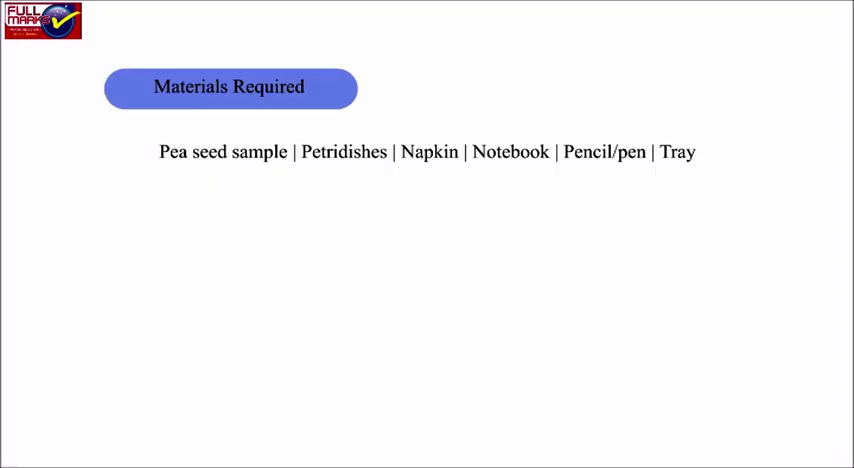 FULL
MARKS
Materials Required
Pea seed sample | Petridishes | Napkin | Notebook | Pencil/pen | Tray